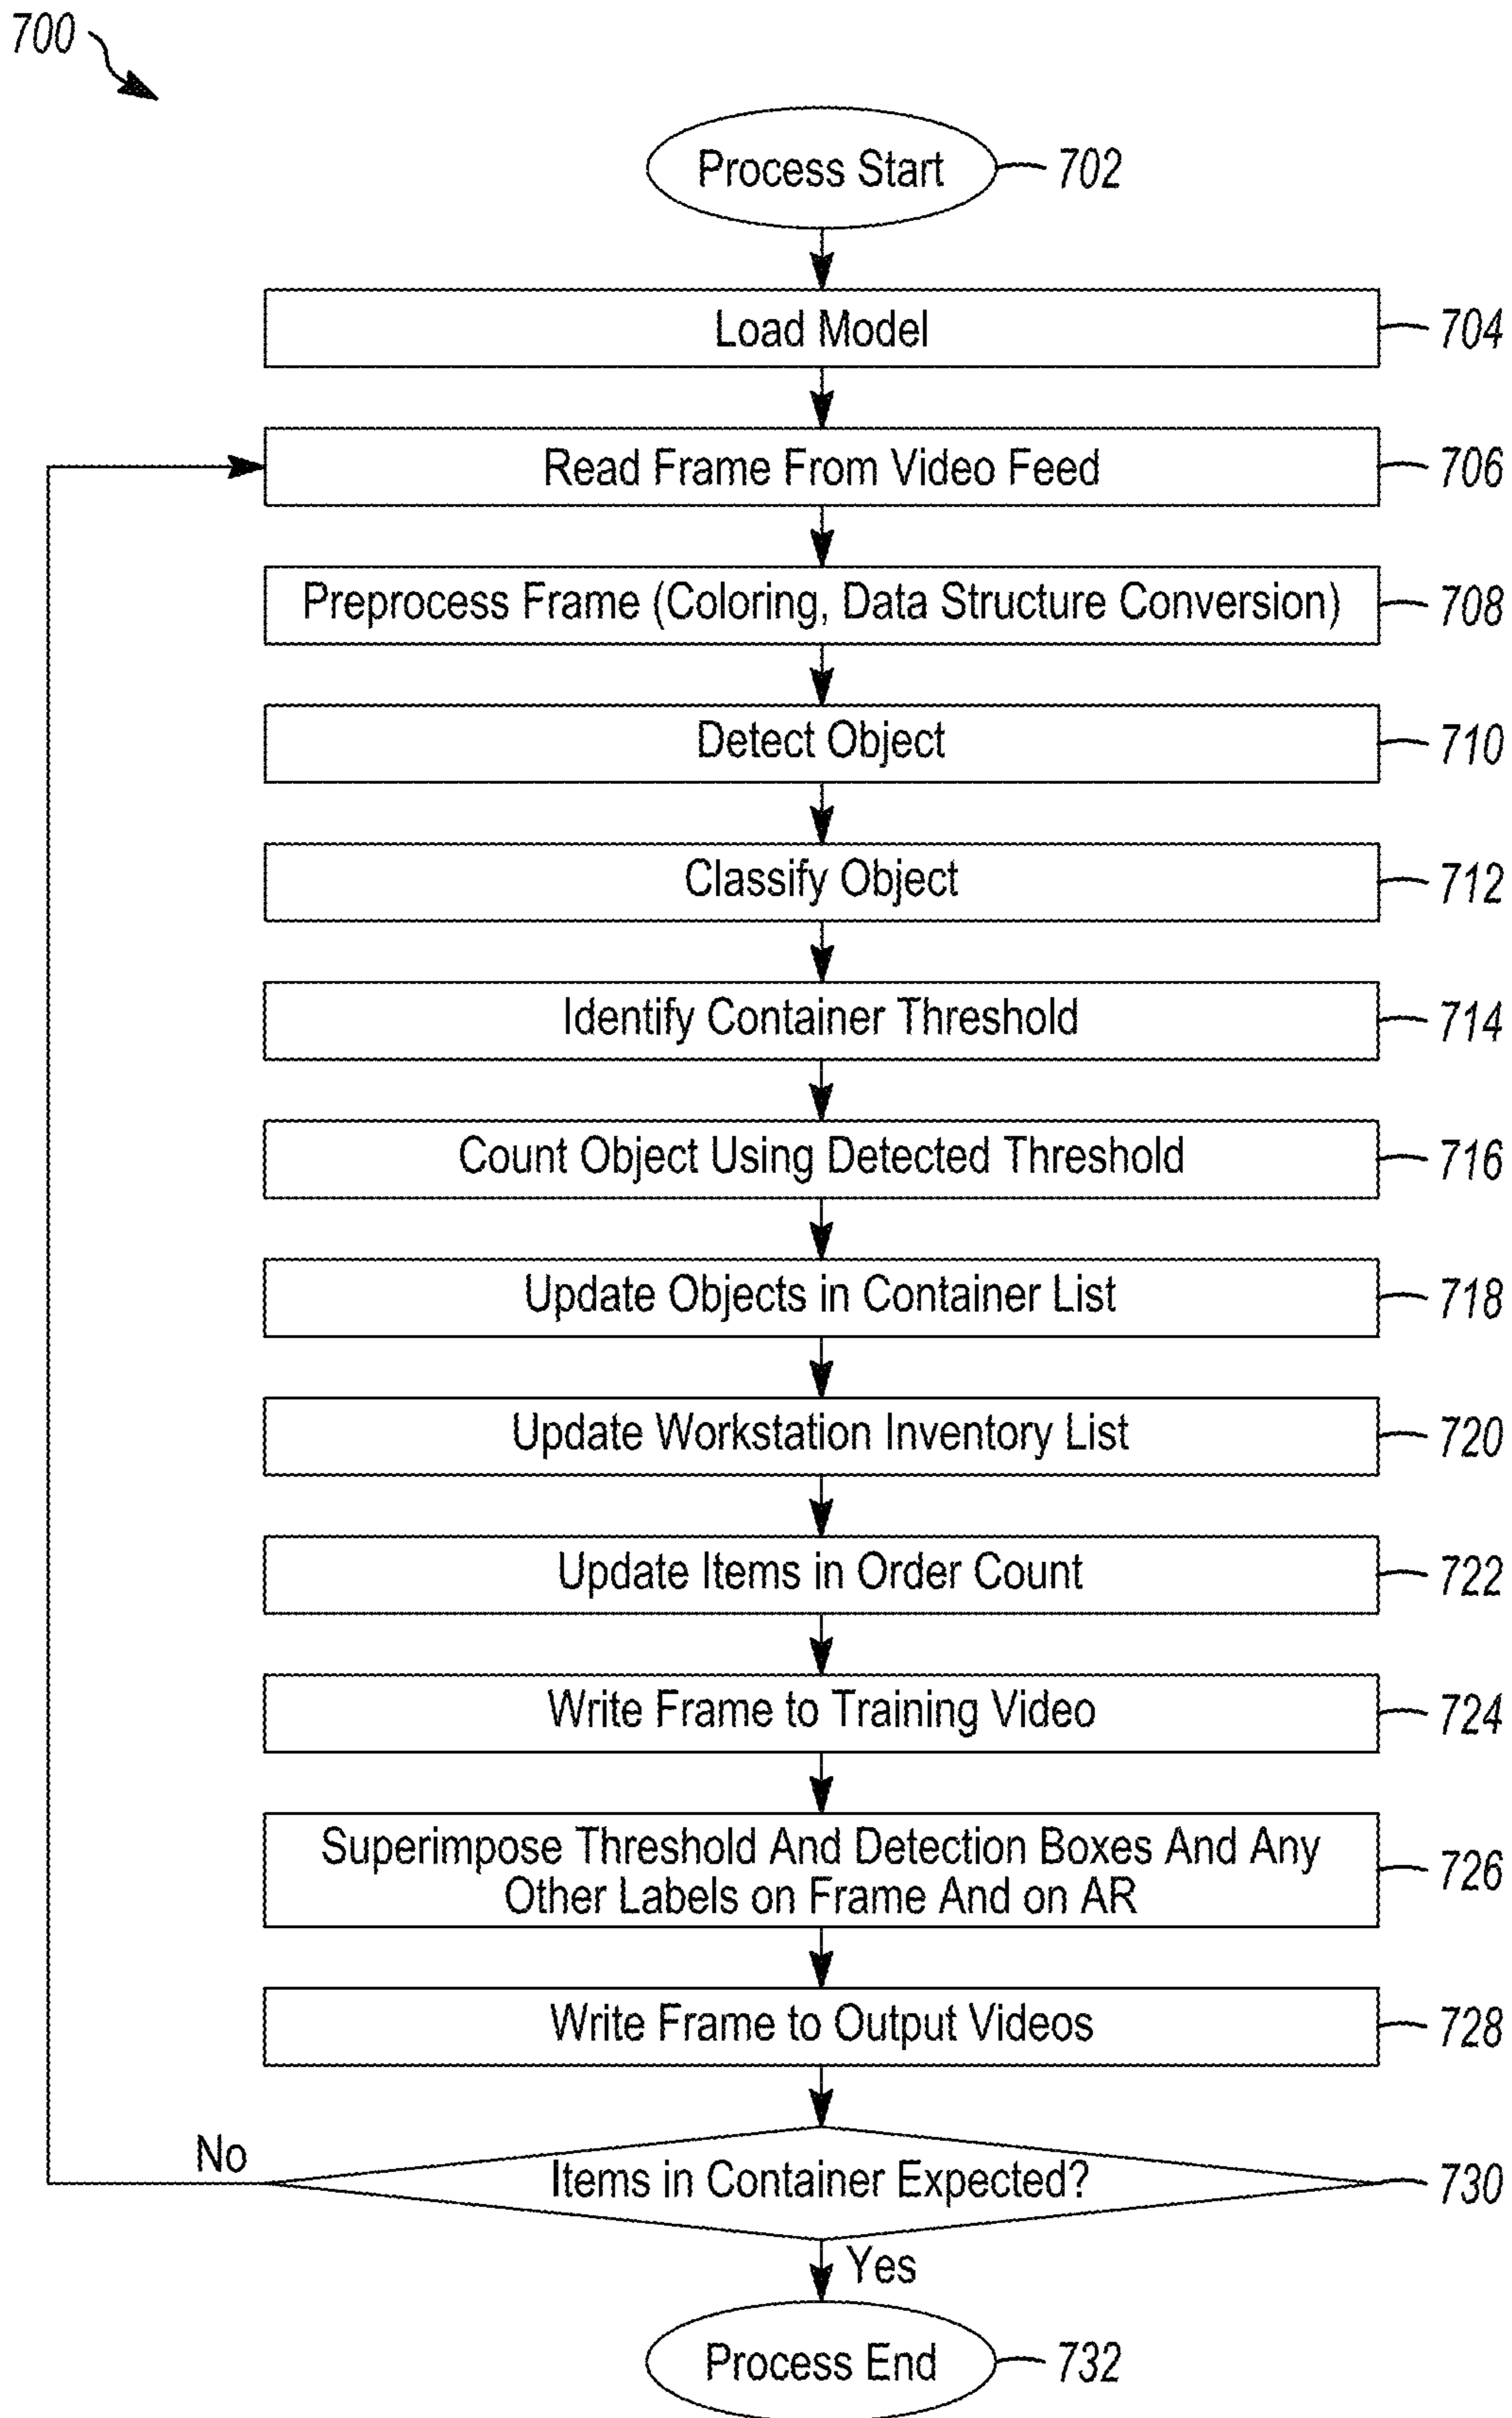 700
Process Start
702
Load Model
704
Read Frame From Video Feed
706
Preprocess Frame (Coloring, Data Structure Conversion)
708
Detect Object
710
Classify Object
712
Identify Container Threshold
714
Count Object Using Detected Threshold
716
Update Objects in Container List
718
Update Workstation Inventory List
720
Update Items in Order Count
722
Write Frame to Training Video
724
Superimpose Threshold And Detection Boxes And Any
Other Labels on Frame And on AR
726
Write Frame to Output Videos
728
No
Items in Container Expected?
730
Yes
Process End
732